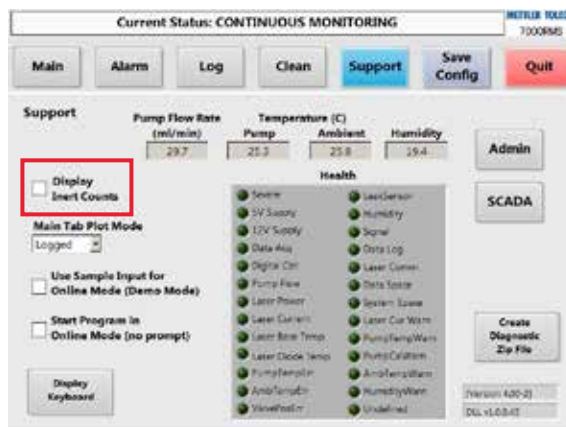 Current Status: CONTINUOUS MONITORING
METTLER TOLEDO
7000RMS
Main
Alarm
Log
Clean
Support
Save
Config
Quit
Support
Pump Flow Rate
(ml/min)
29.7
Temperature (C)
Pump
25.3
Ambient
25.8
Humidity
19.4
Admin
SCADA
Display
Inert Counts
Main Tab Plot Mode
Logged
Use Sample Input for
Online Mode (Demo Mode)
Start Program in
Online Mode (no prompt)
Display
Keyboard
Health
Severe
5V Supply
12V Supply
Data Acq
Digital Ctrl
Pump Flow
Laser Power
Laser Current
Laser Base Temp
Laser Diode Temp
PumpTempErr
AmbTempErr
ValvePosErr
LeakSensor
Humidity
Signal
Data Log
Laser Comm
Data Space
System Space
Laser Cur Warn
PumpTempWarn
PumpCalWarn
AmbTempWarn
HumidityWarn
Undefined
Create
Diagnostic
Zip File